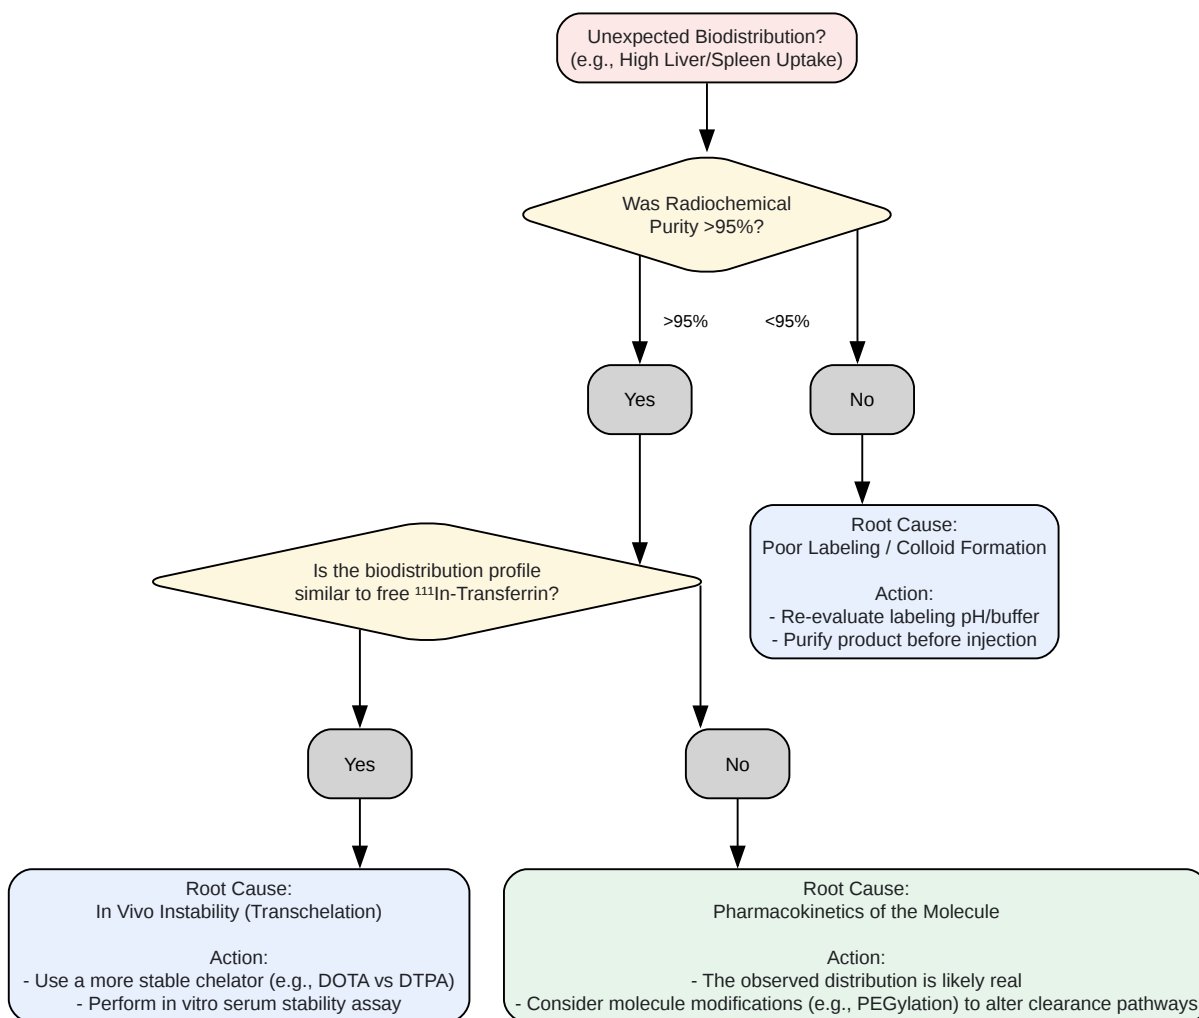 Unexpected Biodistribution?
(e.g., High Liver/Spleen Uptake)
Was Radiochemical
Purity >95%?
>95%
<95%
Yes
No
Root Cause:
Poor Labeling / Colloid Formation
Action:
- Re-evaluate labeling pH/buffer
- Purify product before injection
Is the biodistribution profile
similar to free ¹¹¹In-Transferrin?
Yes
No
Root Cause:
In Vivo Instability (Transchelation)
Action:
- Use a more stable chelator (e.g., DOTA vs DTPA)
- Perform in vitro serum stability assay
Root Cause:
Pharmacokinetics of the Molecule
Action:
- The observed distribution is likely real
- Consider molecule modifications (e.g., PEGylation) to alter clearance pathways